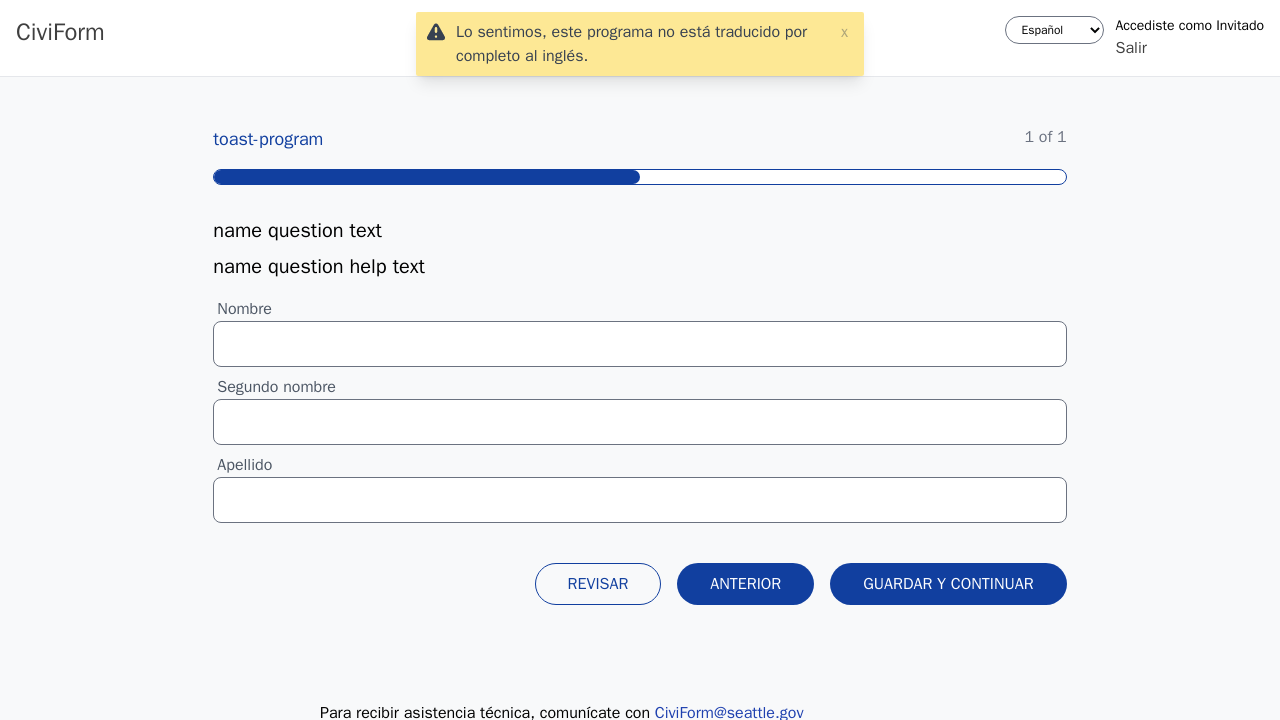 CiviForm
Lo sentimos, este programa no está traducido por
completo al inglés.
x
Español
Accediste como Invitado
Salir
toast-program
1 of 1
name question text
name question help text
Nombre
Segundo nombre
Apellido
REVISAR
ANTERIOR
GUARDAR Y CONTINUAR
Para recibir asistencia técnica, comunícate con CiviForm@seattle.gov